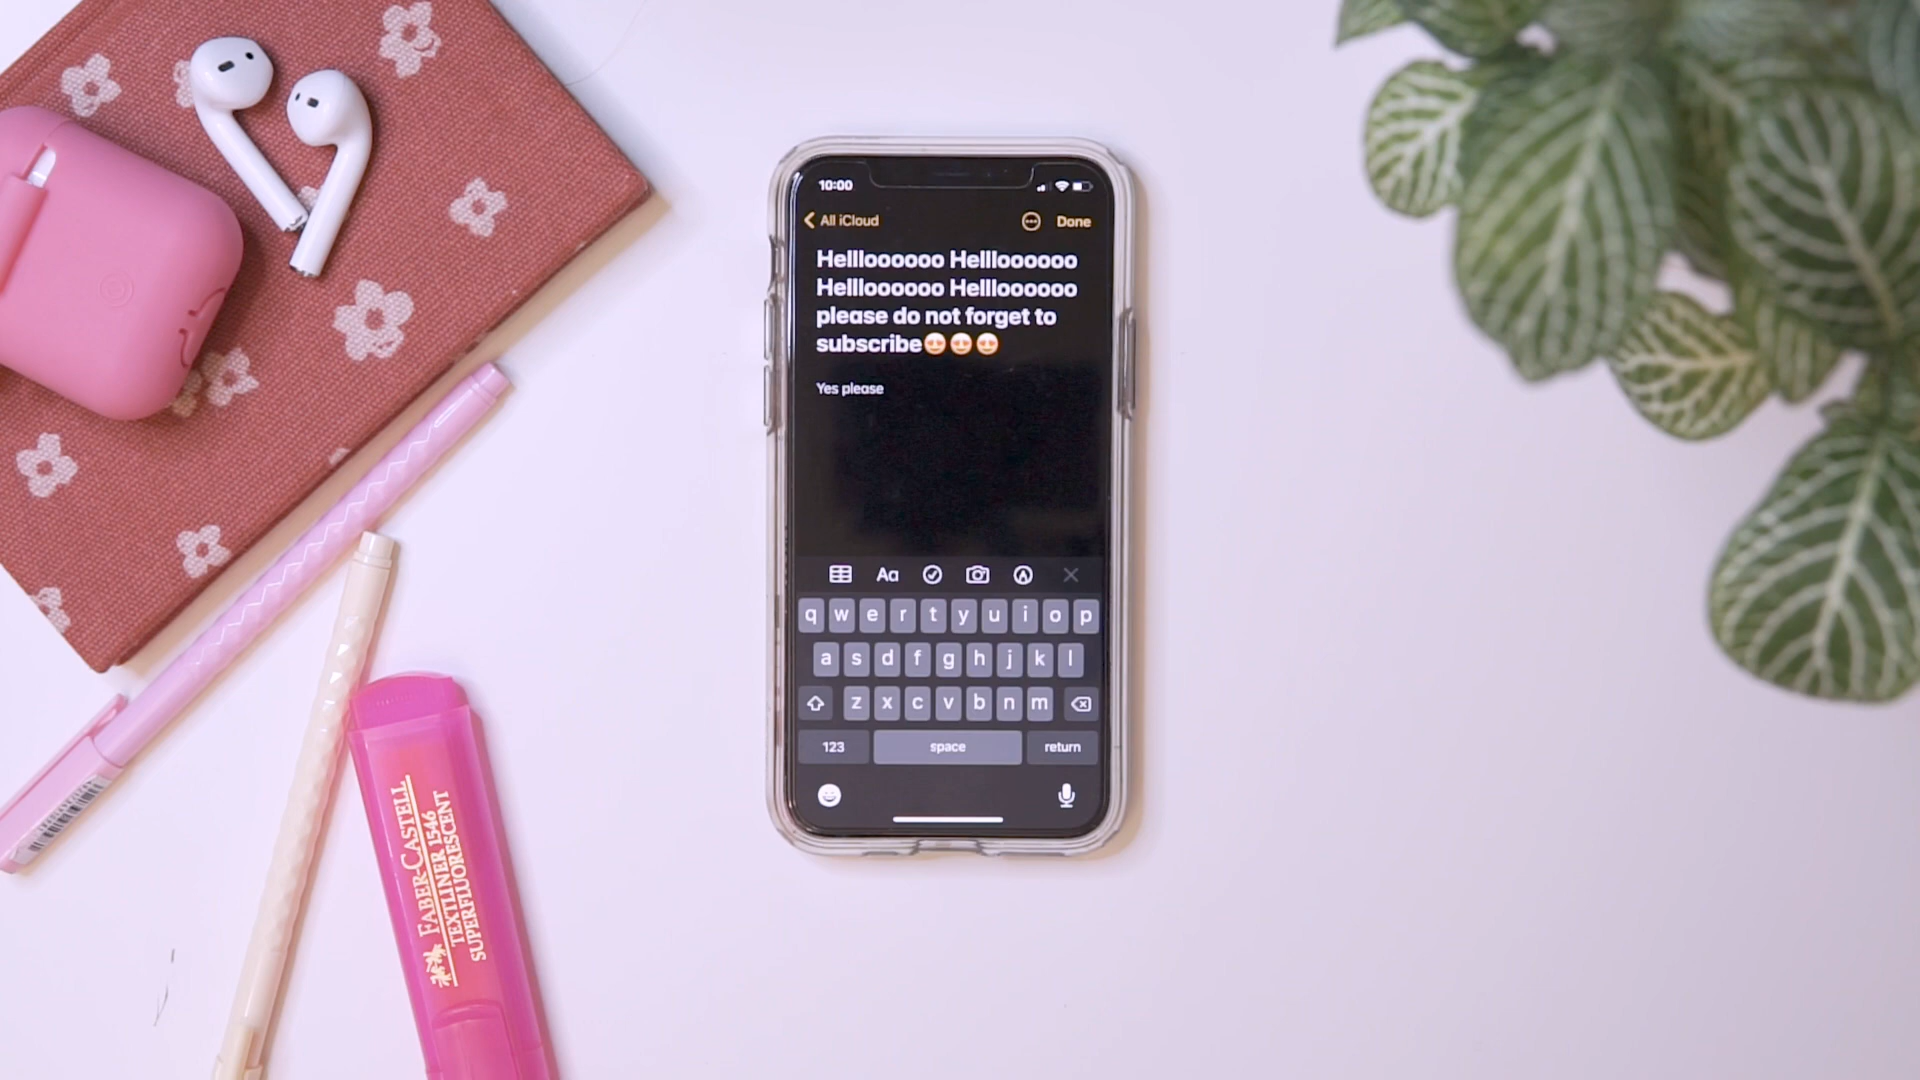 10:00
All iCloud
Done
Hellloooooo Hellloooooo
Hellloooooo Hellloooooo
please do not forget to
subscribe😍😍😍
Yes please
Aa
q w e r t y u i o p
a s d f g h j k l
z x c v b n m
123 space return
FABER-CASTELL
TEXTLINER 1546
SUPERFLUORESCENT